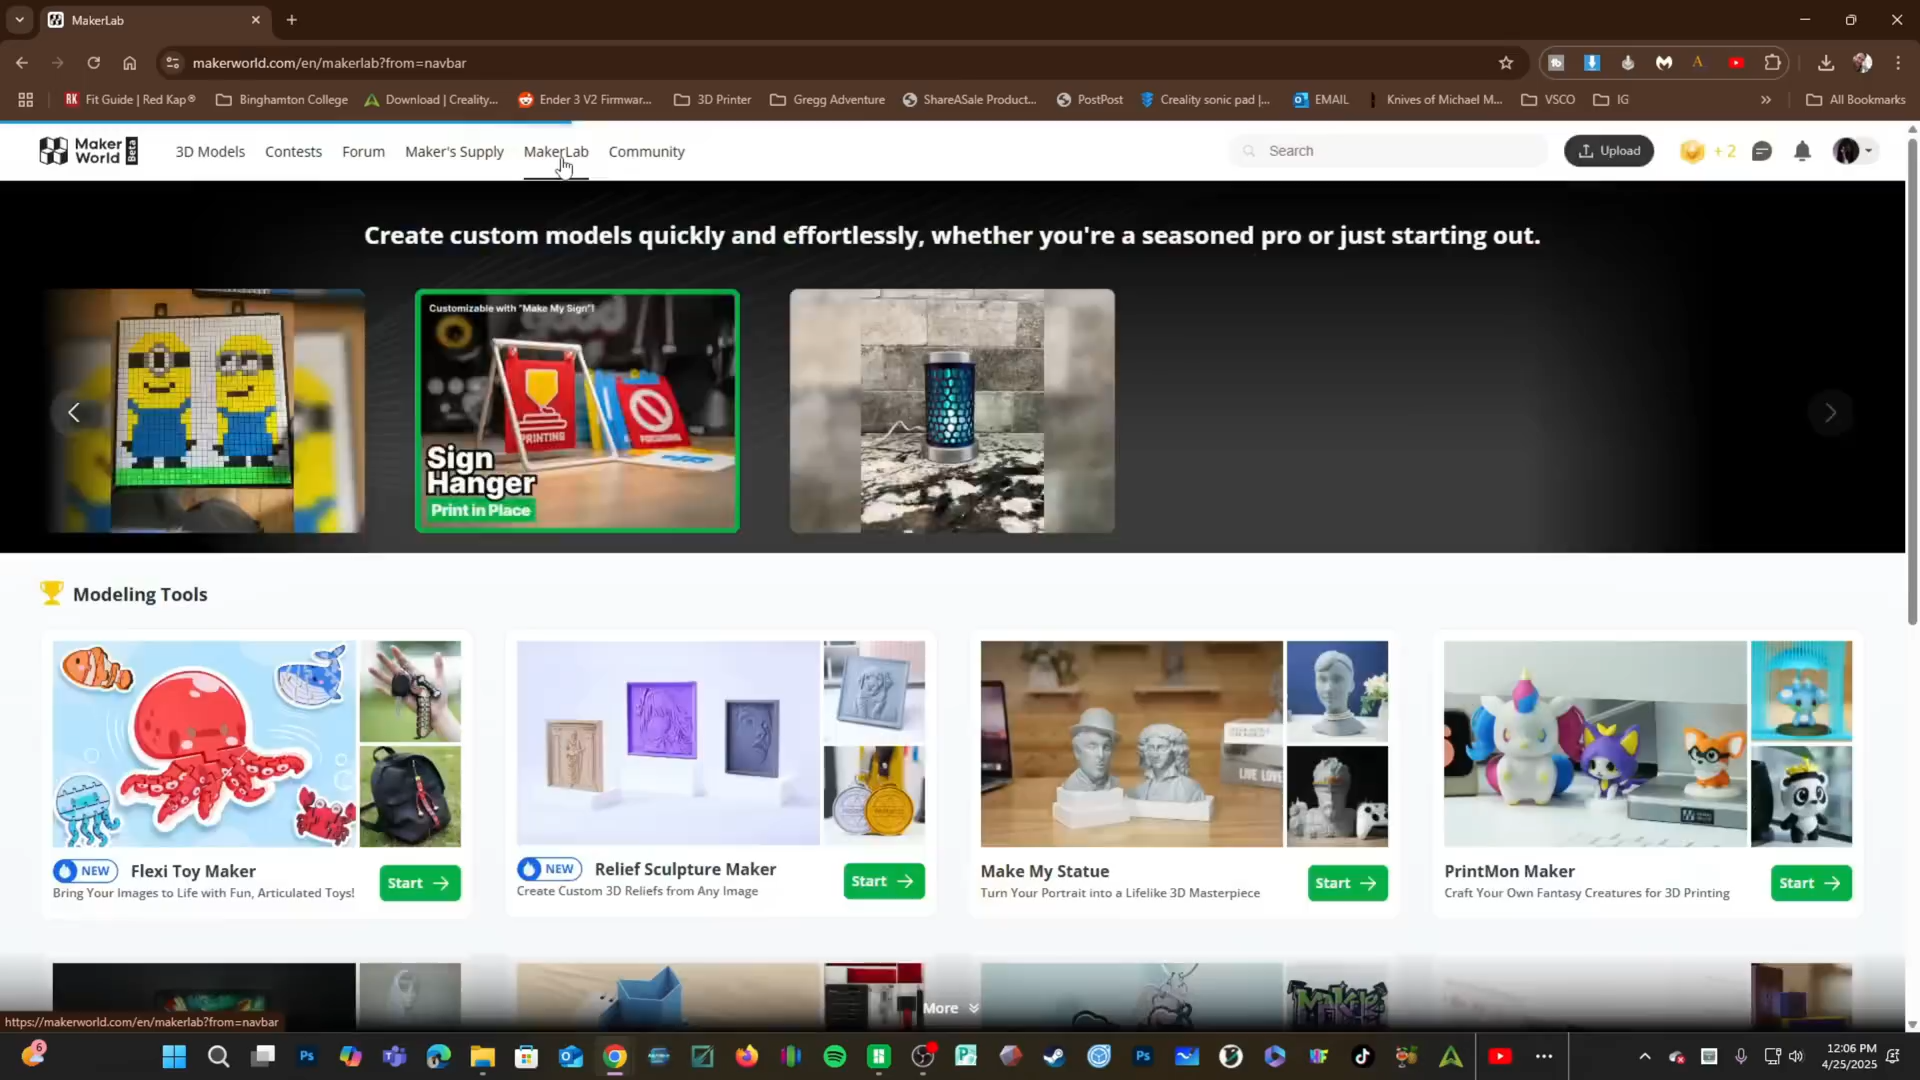 MakerLab
makerworld.com/en/makerlab?from=navbar
Fit Guide | Red Kap®
Binghamton College
Download | Creality...
Ender 3 V2 Firmwar...
3D Printer
Gregg Adventure
ShareASale Product...
PostPost
Creality sonic pad |...
EMAIL
Knives of Michael M...
VSCO
IG
All Bookmarks
Maker World Beta
3D Models
Contests
Forum
Maker's Supply
MakerLab
Community
Search
Upload
+ 2
Create custom models quickly and effortlessly, whether you're a seasoned pro or just starting out.
Customizable with "Make My Sign"!
PRINTING
Sign
Hanger
Print in Place
Modeling Tools
LIVE LOVE
NEW
Flexi Toy Maker
Bring Your Images to Life with Fun, Articulated Toys!
Start
NEW
Relief Sculpture Maker
Create Custom 3D Reliefs from Any Image
Start
Make My Statue
Turn Your Portrait into a Lifelike 3D Masterpiece
Start
PrintMon Maker
Craft Your Own Fantasy Creatures for 3D Printing
Start
More
https://makerworld.com/en/makerlab?from=navbar
6
12:06 PM
4/25/2025